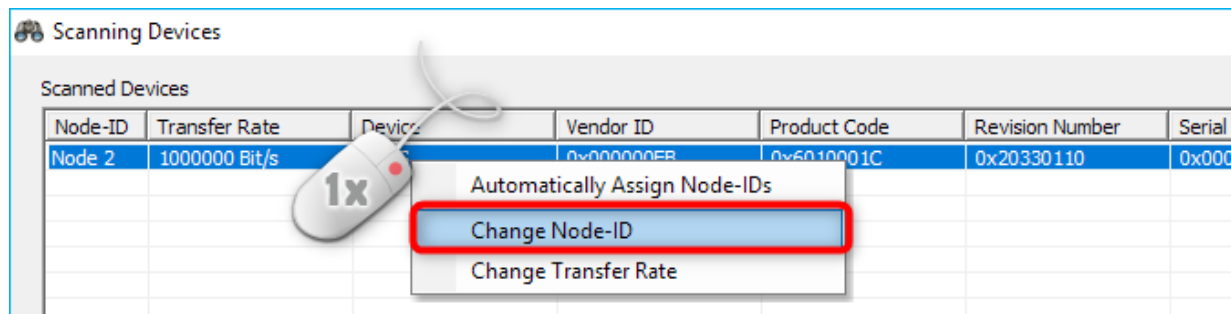 Scanning Devices
Scanned Devices
Node-ID Transfer Rate Device Vendor ID Product Code Revision Number Serial
Node 2 1000000 Bit/s 0x000000FB 0x6010001C 0x20330110 0x000
1x
Automatically Assign Node-IDs
Change Node-ID
Change Transfer Rate